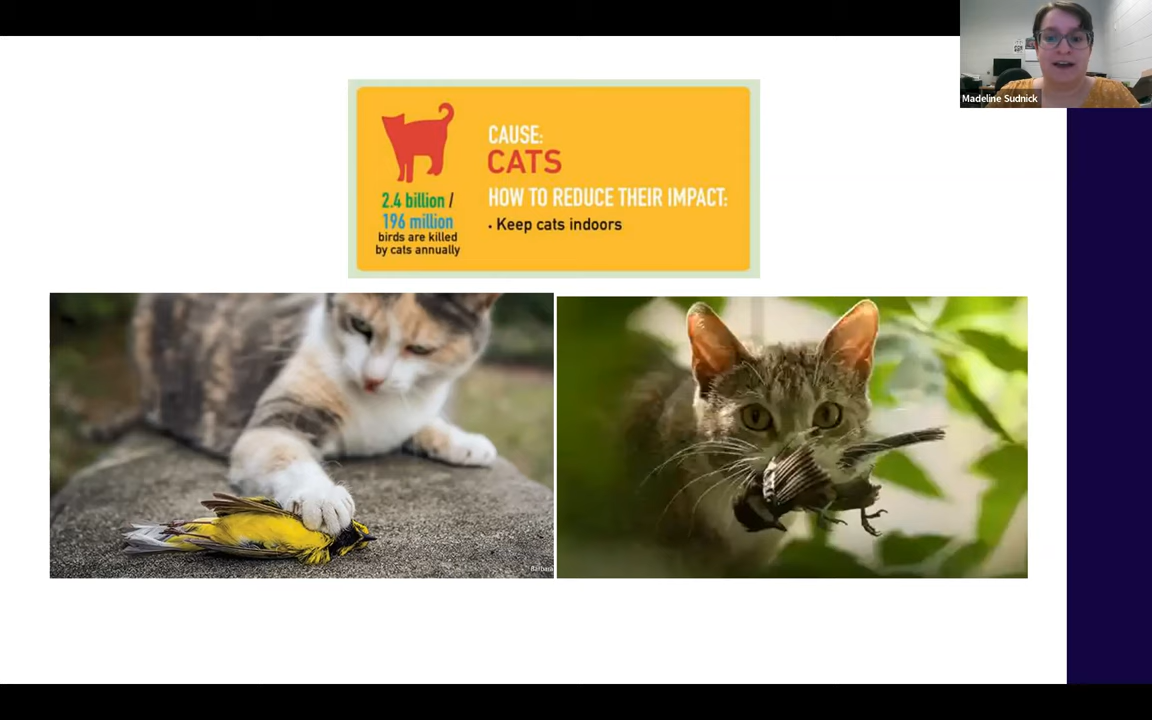 Madeline Sudnick
CAUSE:
CATS
HOW TO REDUCE THEIR IMPACT:
• Keep cats indoors
2.4 billion /
196 million
birds are killed
by cats annually